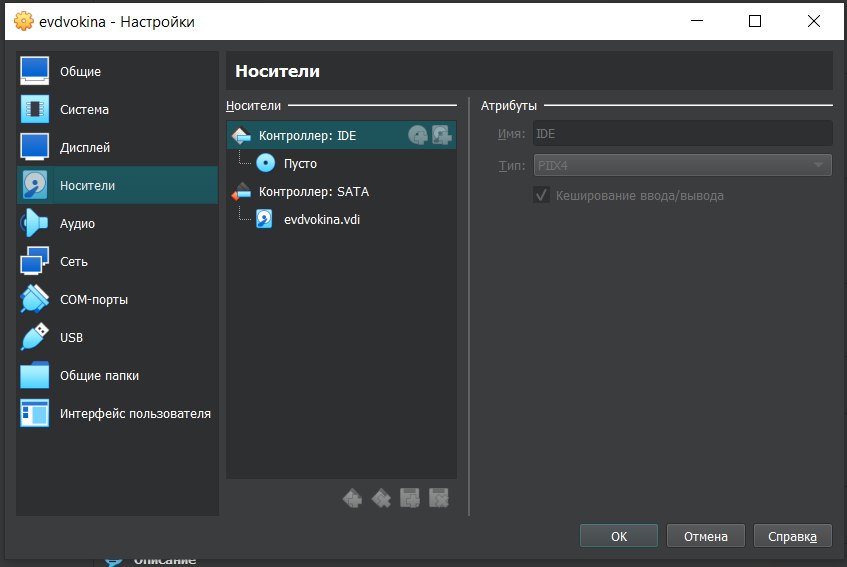 evdvokina - Настройки
Общие
Система
Дисплей
Носители
Аудио
Сеть
COM-порты
USB
Общие папки
Интерфейс пользователя
Носители
Носители
Контроллер: IDE
Пусто
Контроллер: SATA
evdvokina.vdi
Атрибуты
Имя: IDE
Тип: PIIX4
Кеширование ввода/вывода
OK
Отмена
Справка
Описание